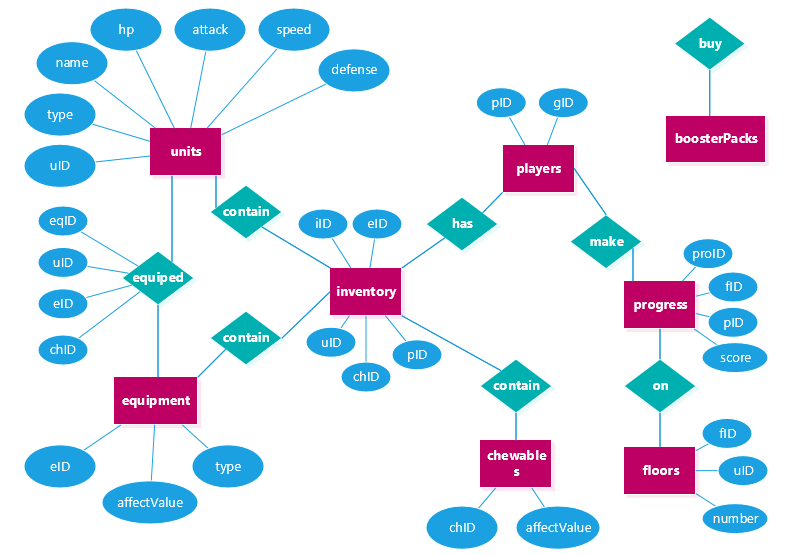 hp
attack
speed
buy
name
defense
pID
gID
type
units
boosterPacks
players
uID
contain
iID
eID
has
make
eqID
uID
proID
eID
equiped
inventory
progress
fID
chID
contain
uID
chID
pID
pID
score
equipment
contain
on
eID
type
affectValue
chewable
s
floors
fID
uID
chID
affectValue
number